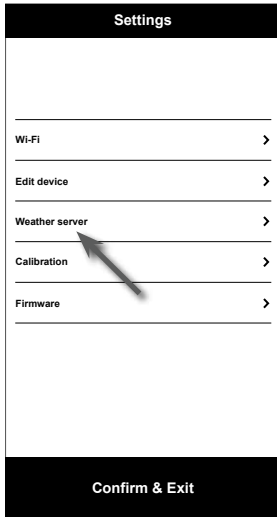 Settings
Wi-Fi
Edit device
Weather server
Calibration
Firmware
Confirm & Exit